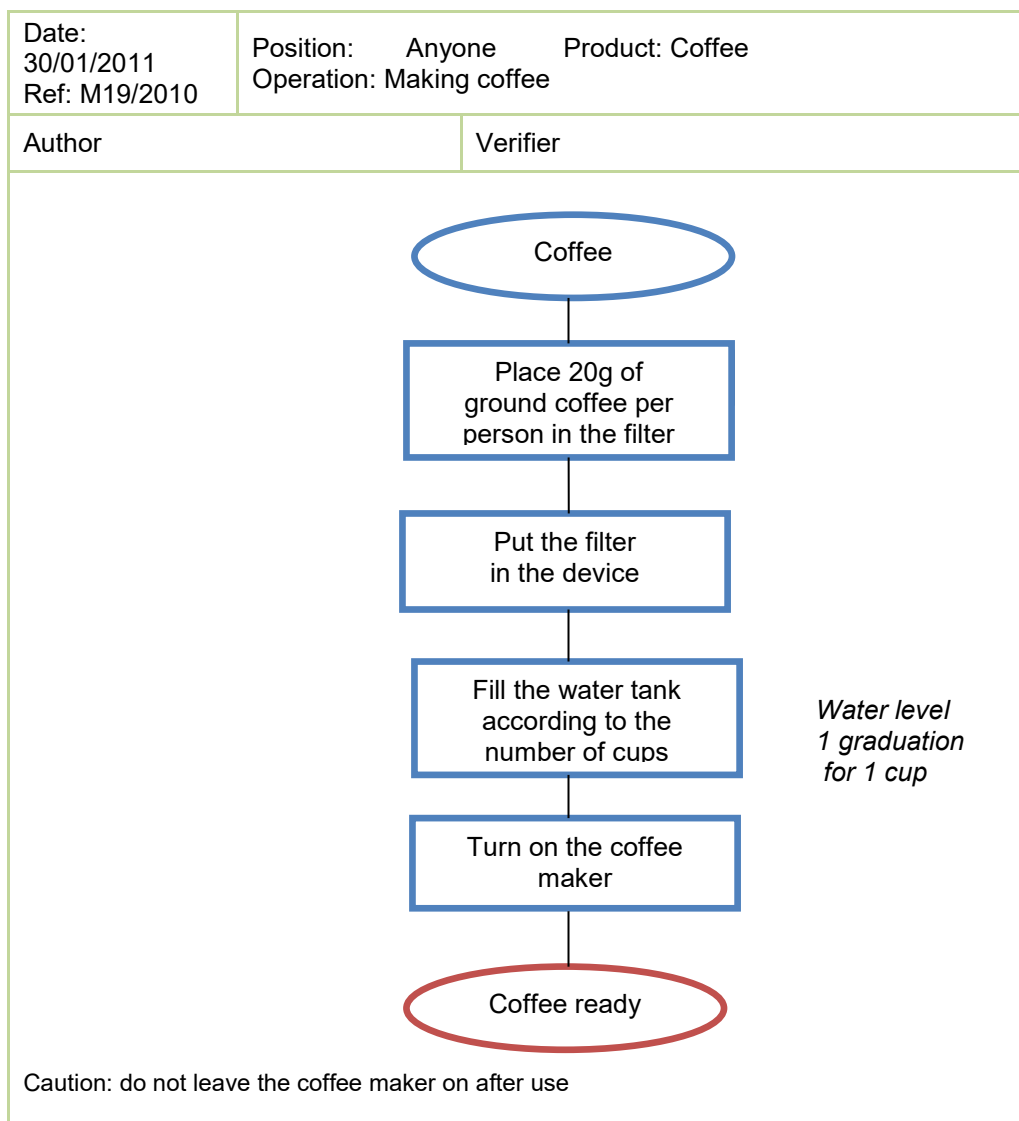 Date:
30/01/2011
Ref: M19/2010
Position: Anyone Product: Coffee
Operation: Making coffee
Author
Verifier
Coffee
Place 20g of
ground coffee per
person in the filter
Put the filter
in the device
Fill the water tank
according to the
number of cups
Water level
1 graduation
for 1 cup
Turn on the coffee
maker
Coffee ready
Caution: do not leave the coffee maker on after use